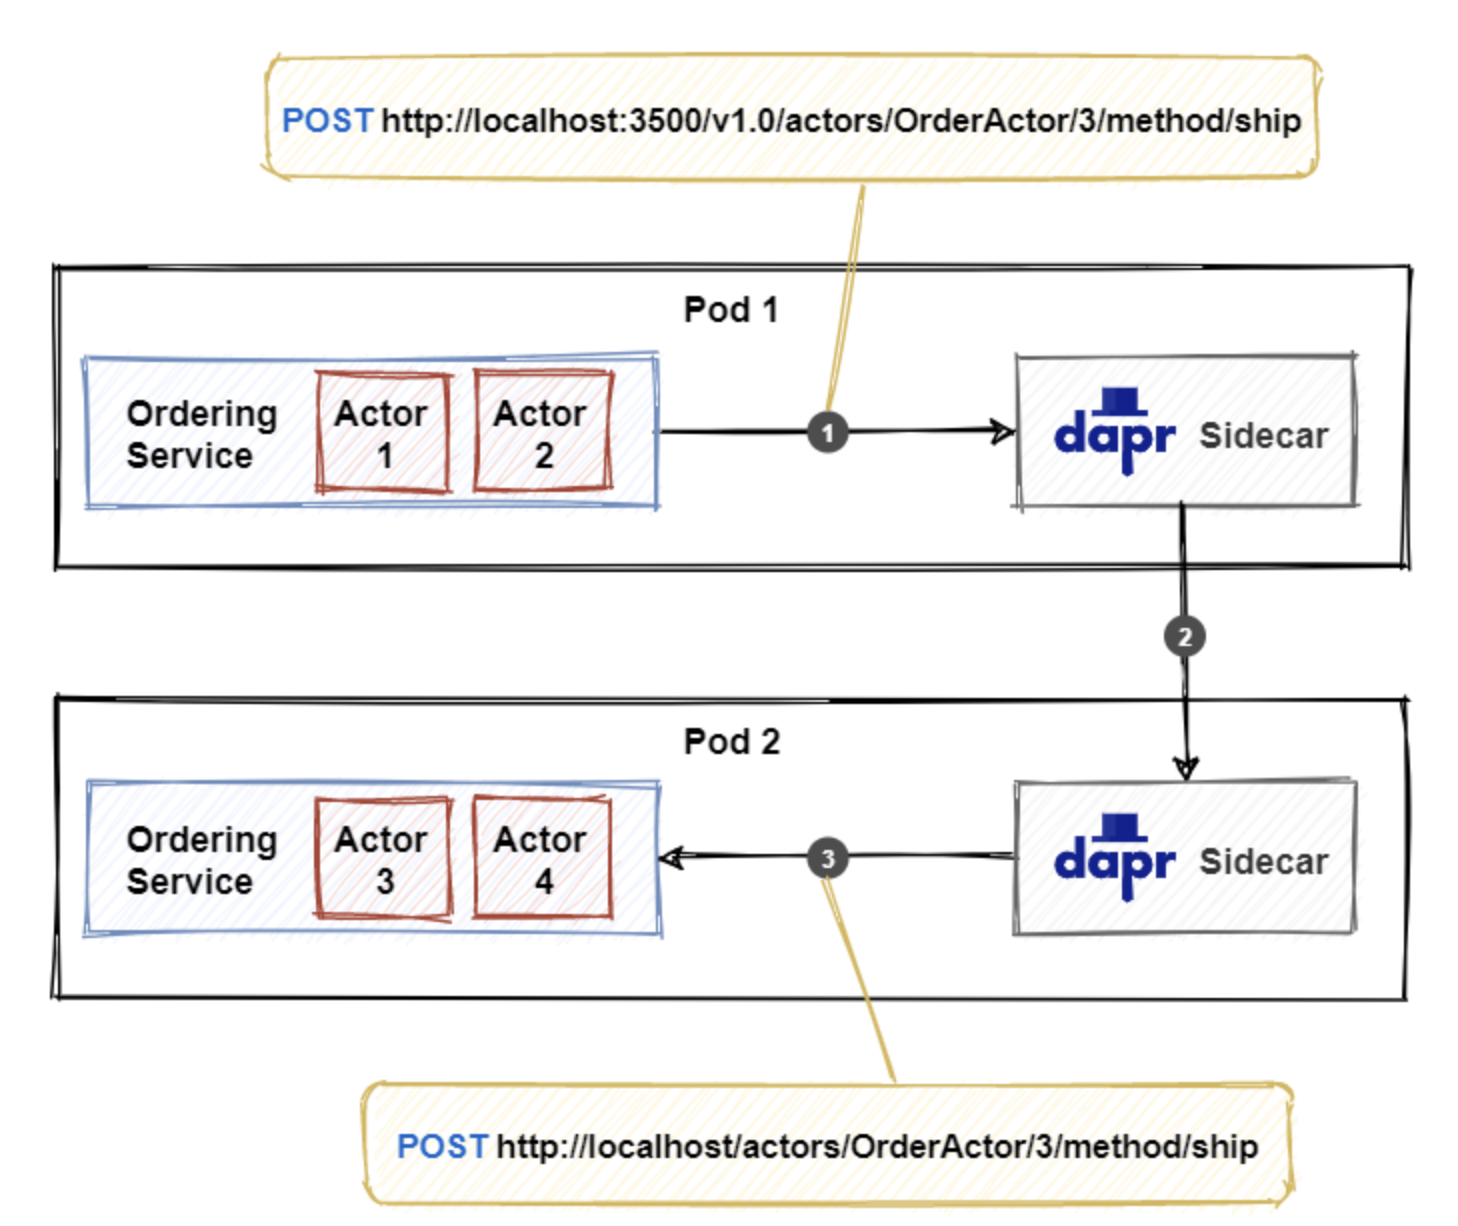 POST http://localhost:3500/v1.0/actors/OrderActor/3/method/ship
Pod 1
Ordering
Service
Actor
1
Actor
2
1
dapr Sidecar
2
Pod 2
Ordering
Service
Actor
3
Actor
4
3
dapr Sidecar
POST http://localhost/actors/OrderActor/3/method/ship